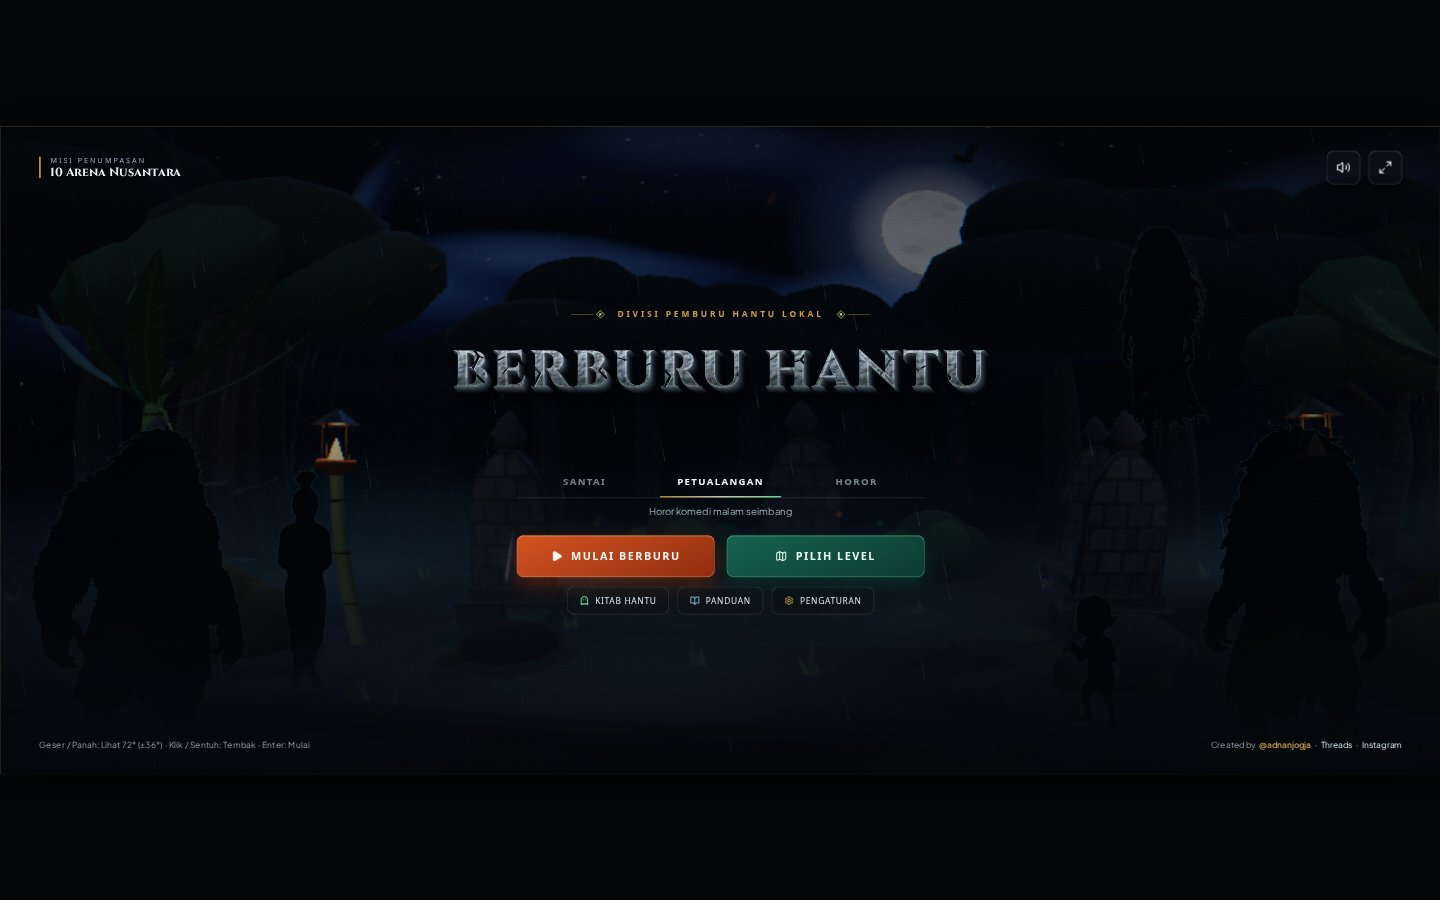 MISI PENUMPASAN
10 ARENA NUSANTARA
DIVISI PEMBURU HANTU LOKAL
BERBURU HANTU
SANTAI
PETUALANGAN
HOROR
Horor komedi malam seimbang
MULAI BERBURU
PILIH LEVEL
KITAB HANTU
PANDUAN
PENGATURAN
Geser / Panah: Lihat 72° (±36°) · Klik / Sentuh: Tembak · Enter: Mulai
Created by @adnanjogja · Threads · Instagram